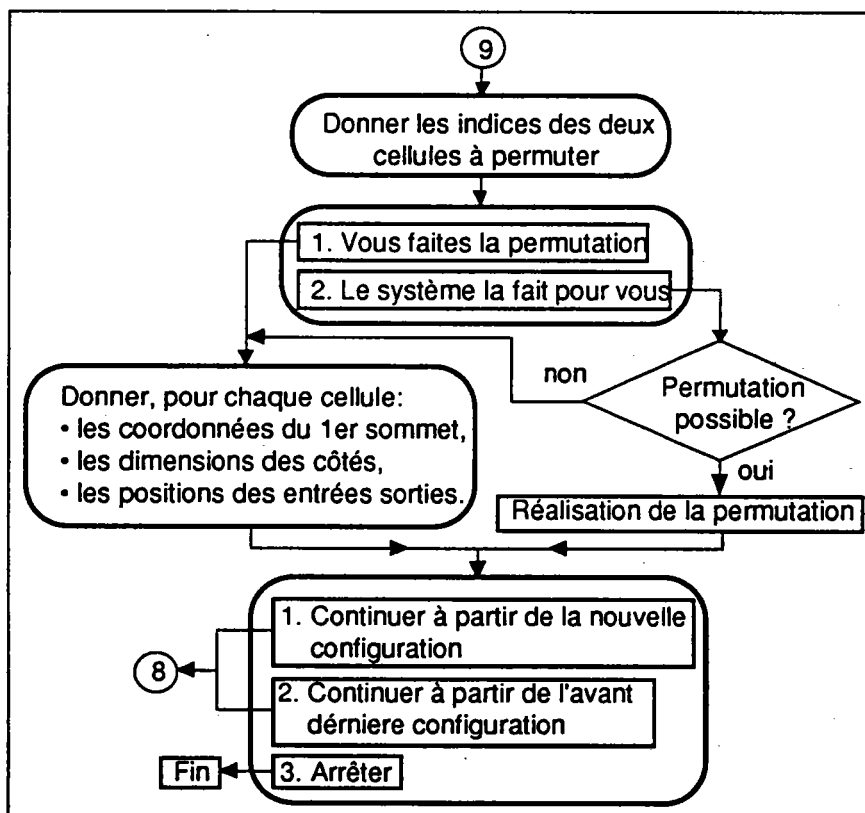 9
Donner les indices des deux
cellules à permuter
1. Vous faites la permutation
2. Le système la fait pour vous
non
Permutation
possible ?
oui
Donner, pour chaque cellule:
• les coordonnées du 1er sommet,
• les dimensions des côtés,
• les positions des entrées sorties.
Réalisation de la permutation
1. Continuer à partir de la nouvelle
configuration
8
2. Continuer à partir de l'avant
dérniere configuration
Fin
3. Arrêter